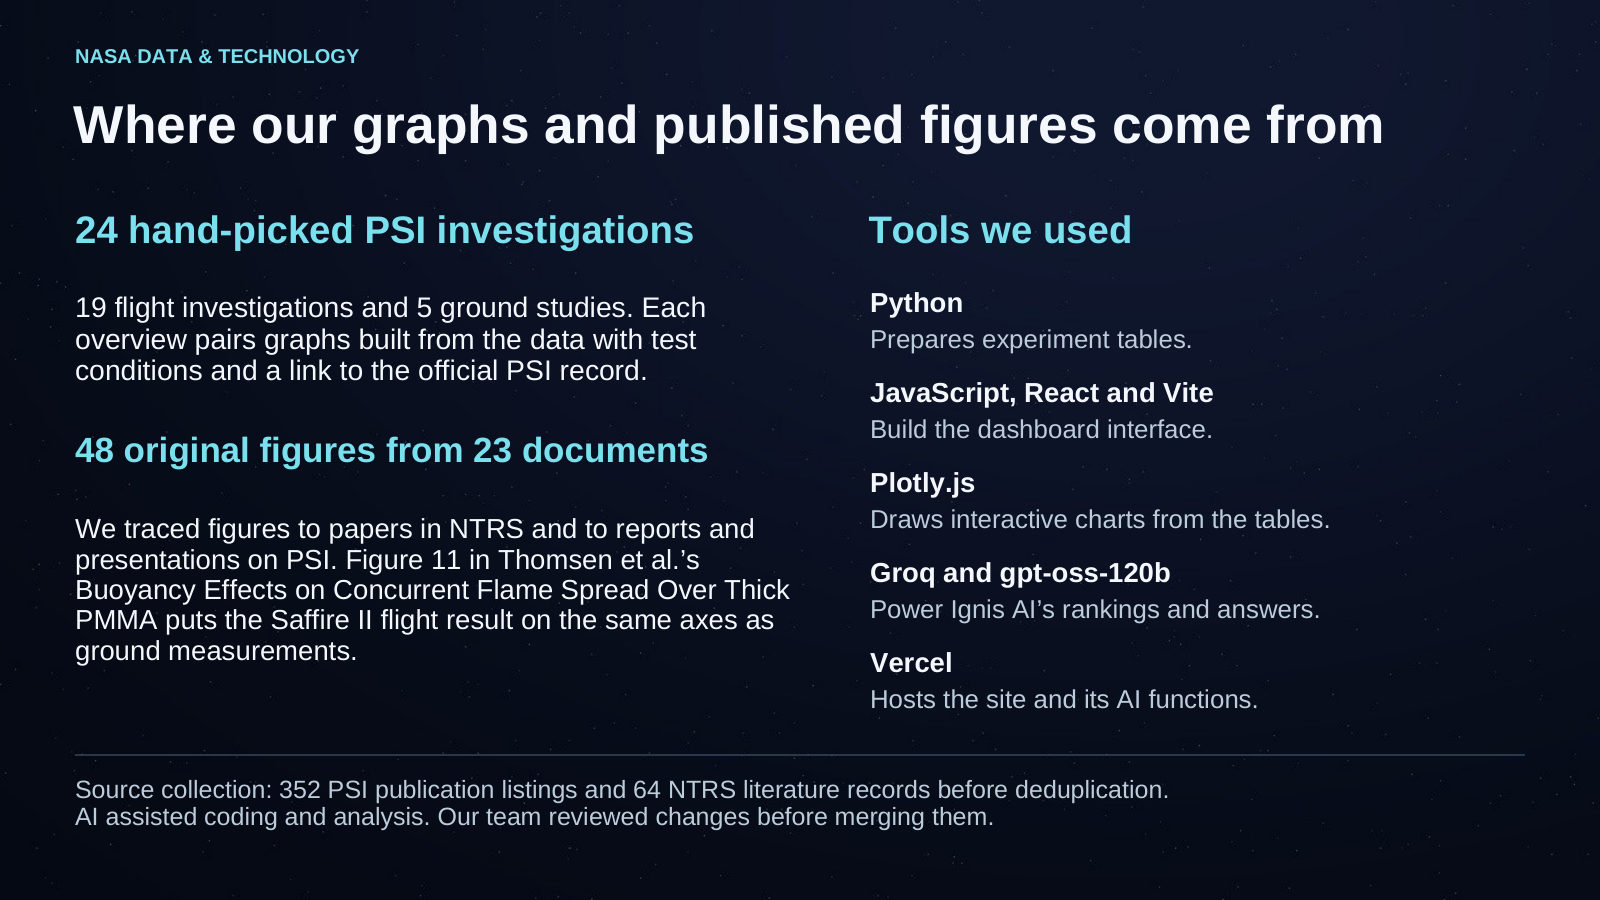 NASA DATA & TECHNOLOGY
Where our graphs and published figures come from
24 hand-picked PSI investigations
19 flight investigations and 5 ground studies. Each
overview pairs graphs built from the data with test
conditions and a link to the official PSI record.
48 original figures from 23 documents
We traced figures to papers in NTRS and to reports and
presentations on PSI. Figure 11 in Thomsen et al.’s
Buoyancy Effects on Concurrent Flame Spread Over Thick
PMMA puts the Saffire II flight result on the same axes as
ground measurements.
Tools we used
Python
Prepares experiment tables.
JavaScript, React and Vite
Build the dashboard interface.
Plotly.js
Draws interactive charts from the tables.
Groq and gpt-oss-120b
Power Ignis AI’s rankings and answers.
Vercel
Hosts the site and its AI functions.
Source collection: 352 PSI publication listings and 64 NTRS literature records before deduplication.
AI assisted coding and analysis. Our team reviewed changes before merging them.